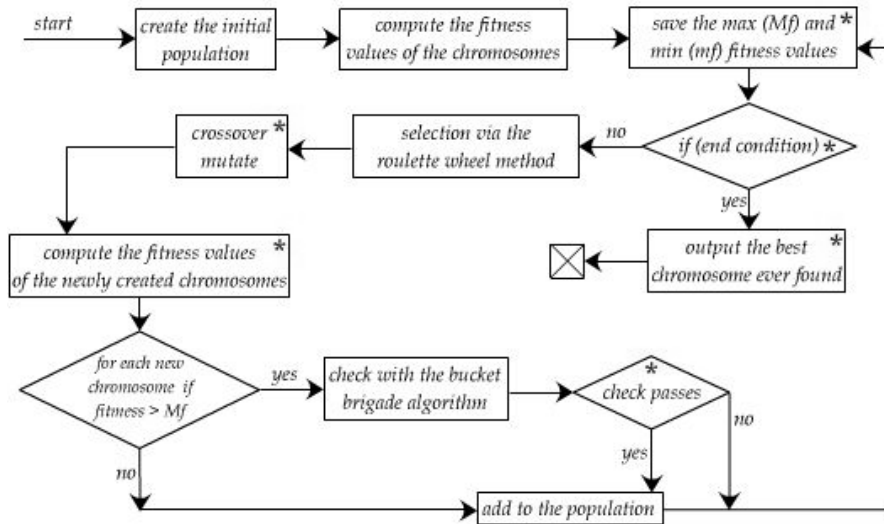 start
create the initial
population
compute the fitness
values of the chromosomes
save the max (Mf) and *
min (mf) fitness values
if (end condition) *
no
yes
selection via the
roulette wheel method
crossover *
mutate
output the best *
chromosome ever found
compute the fitness values *
of the newly created chromosomes
for each new
chromosome if
fitness > Mf
yes
no
check with the bucket
brigade algorithm
*
check passes
yes
no
add to the population